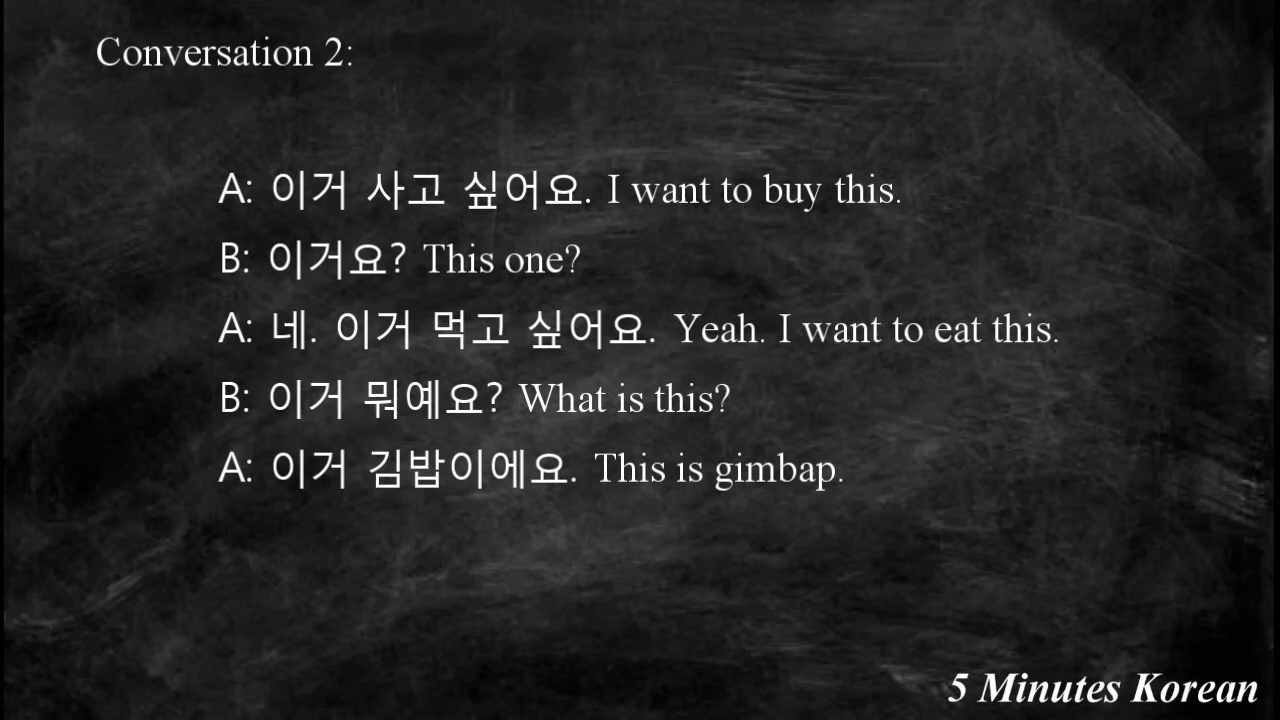 Conversation 2:
A: 이거 사고 싶어요. I want to buy this.
B: 이거요? This one?
A: 네. 이거 먹고 싶어요. Yeah. I want to eat this.
B: 이거 뭐예요? What is this?
A: 이거 김밥이에요. This is gimbap.
5 Minutes Korean